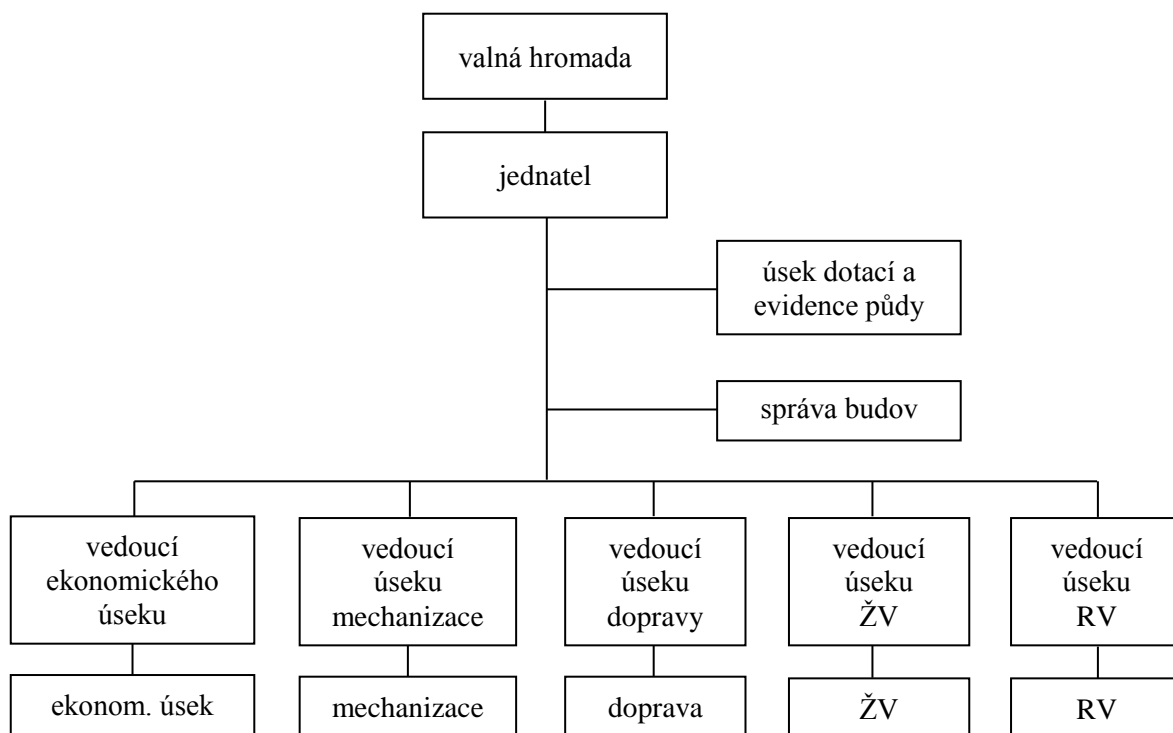 valná hromada
jednatel
úsek dotací a
evidence půdy
správa budov
vedoucí
ekonomického
úseku
vedoucí
úseku
mechanizace
vedoucí
úseku
dopravy
vedoucí
úseku
ŽV
vedoucí
úseku
RV
ekonom. úsek
mechanizace
doprava
ŽV
RV